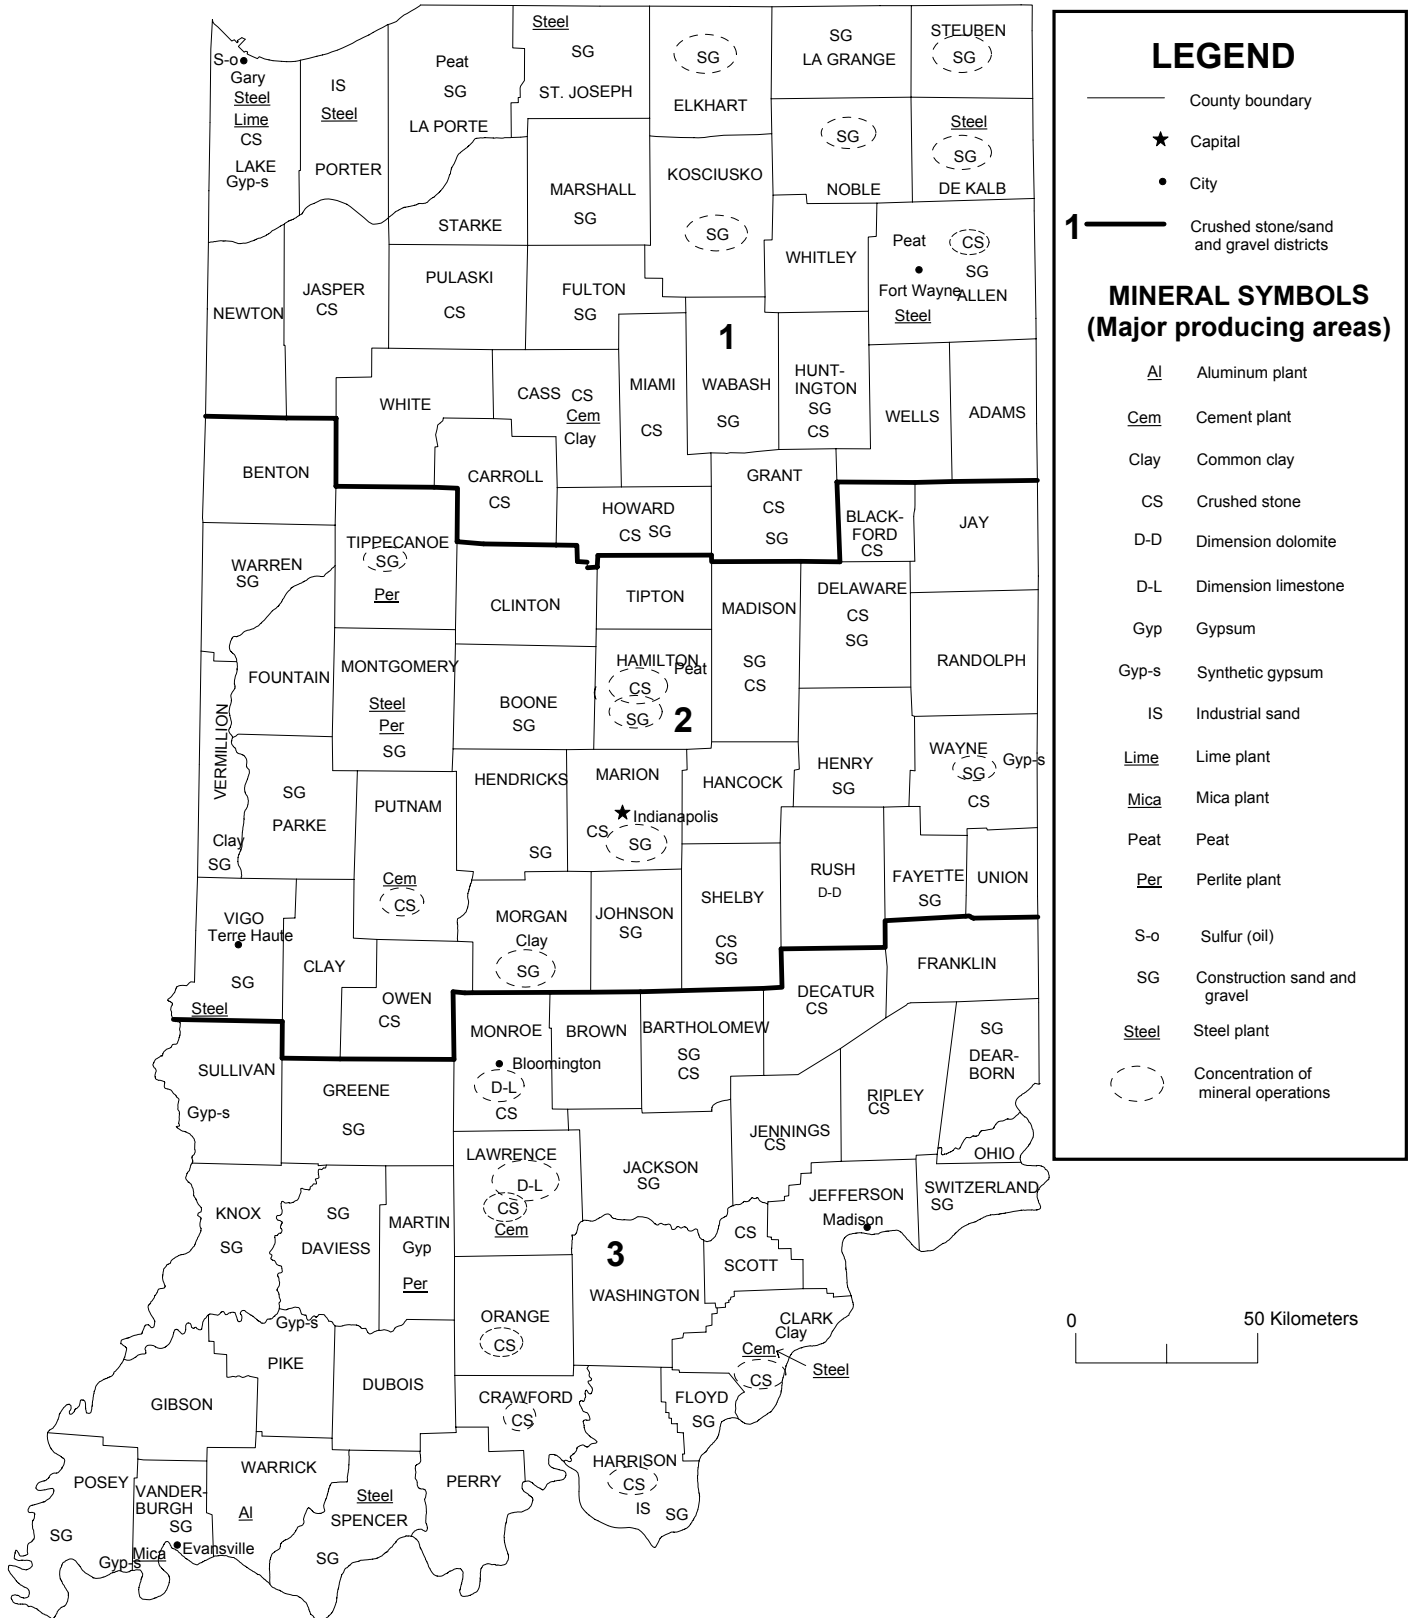 Steel
SG
ST. JOSEPH
SG
ELKHART
SG
LA GRANGE
STEUBEN
SG
S-o
Gary
Steel
Lime
CS
LAKE
Gyp-s
IS
Steel
PORTER
Peat
SG
LA PORTE
SG
NOBLE
Steel
SG
DE KALB
MARSHALL
SG
KOSCIUSKO
SG
STARKE
WHITLEY
Peat
CS
SG
Fort Wayne
ALLEN
Steel
NEWTON
JASPER
CS
PULASKI
CS
FULTON
SG
1
WHITE
CASS
CS
Cem
Clay
MIAMI
CS
WABASH
SG
HUNT-
INGTON
SG
CS
WELLS
ADAMS
BENTON
CARROLL
CS
HOWARD
CS SG
GRANT
CS
SG
BLACK-
FORD
CS
JAY
WARREN
SG
TIPPECANOE
SG
Per
CLINTON
TIPTON
MADISON
SG
CS
DELAWARE
CS
SG
RANDOLPH
FOUNTAIN
MONTGOMERY
Steel
Per
SG
BOONE
SG
HAMILTON
Peat
CS
SG
2
VERMILLION
Clay
SG
SG
PARKE
PUTNAM
Cem
CS
HENDRICKS
SG
MARION
Indianapolis
CS
SG
HANCOCK
HENRY
SG
WAYNE
SG
Gyp-s
CS
RUSH
D-D
FAYETTE
SG
UNION
VIGO
Terre Haute
SG
Steel
CLAY
OWEN
CS
MORGAN
Clay
SG
JOHNSON
SG
SHELBY
CS
SG
FRANKLIN
DECATUR
CS
SULLIVAN
Gyp-s
GREENE
SG
MONROE
Bloomington
D-L
CS
BROWN
BARTHOLOMEW
SG
CS
SG
DEAR-
BORN
RIPLEY
CS
JENNINGS
CS
OHIO
LAWRENCE
D-L
CS
Cem
JACKSON
SG
JEFFERSON
Madison
SWITZERLAND
SG
KNOX
SG
SG
DAVIESS
MARTIN
Gyp
Per
3
WASHINGTON
CS
SCOTT
ORANGE
CS
CLARK
Clay
Cem
Steel
CS
Gyp-s
PIKE
DUBOIS
GIBSON
CRAWFORD
CS
FLOYD
SG
HARRISON
CS
IS
SG
POSEY
SG
Gyp-s
VANDER-
BURGH
SG
Mica
Evansville
WARRICK
Al
Steel
SPENCER
SG
PERRY
LEGEND
County boundary
Capital
City
1
Crushed stone/sand
and gravel districts
MINERAL SYMBOLS
(Major producing areas)
Al Aluminum plant
Cem Cement plant
Clay Common clay
CS Crushed stone
D-D Dimension dolomite
D-L Dimension limestone
Gyp Gypsum
Gyp-s Synthetic gypsum
IS Industrial sand
Lime Lime plant
Mica Mica plant
Peat Peat
Per Perlite plant
S-o Sulfur (oil)
SG Construction sand and
gravel
Steel Steel plant
Concentration of
mineral operations
0 50 Kilometers